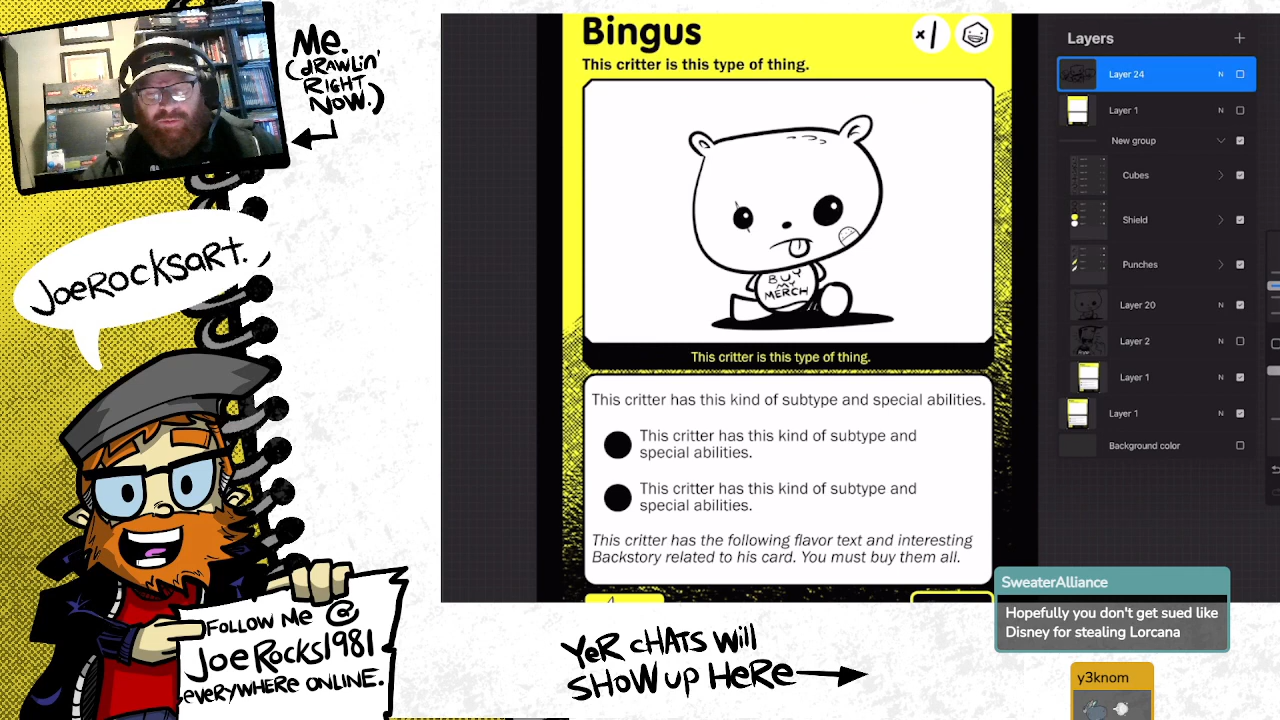 Me.
(dRAWLin'
RiGHT
NOW.)
JoeRocksart.
FoLLoW Me @
JoeRocks1981
eveRYWHeRe oNLiNE.
Bingus
×1
This critter is this type of thing.
BUY
MY
MERCH
This critter is this type of thing.
This critter has this kind of subtype and special abilities.
This critter has this kind of subtype and
special abilities.
This critter has this kind of subtype and
special abilities.
This critter has the following flavor text and interesting
Backstory related to his card. You must buy them all.
YeR cHATs Will
SHoW up HeRe
Layers
Layer 24 N
Layer 1 N
New group
Cubes
Shield
Punches
Layer 20 N
Layer 2 N
Layer 1 N
Layer 1 N
Background color
SweaterAlliance
Hopefully you don't get sued like
Disney for stealing Lorcana
y3knom